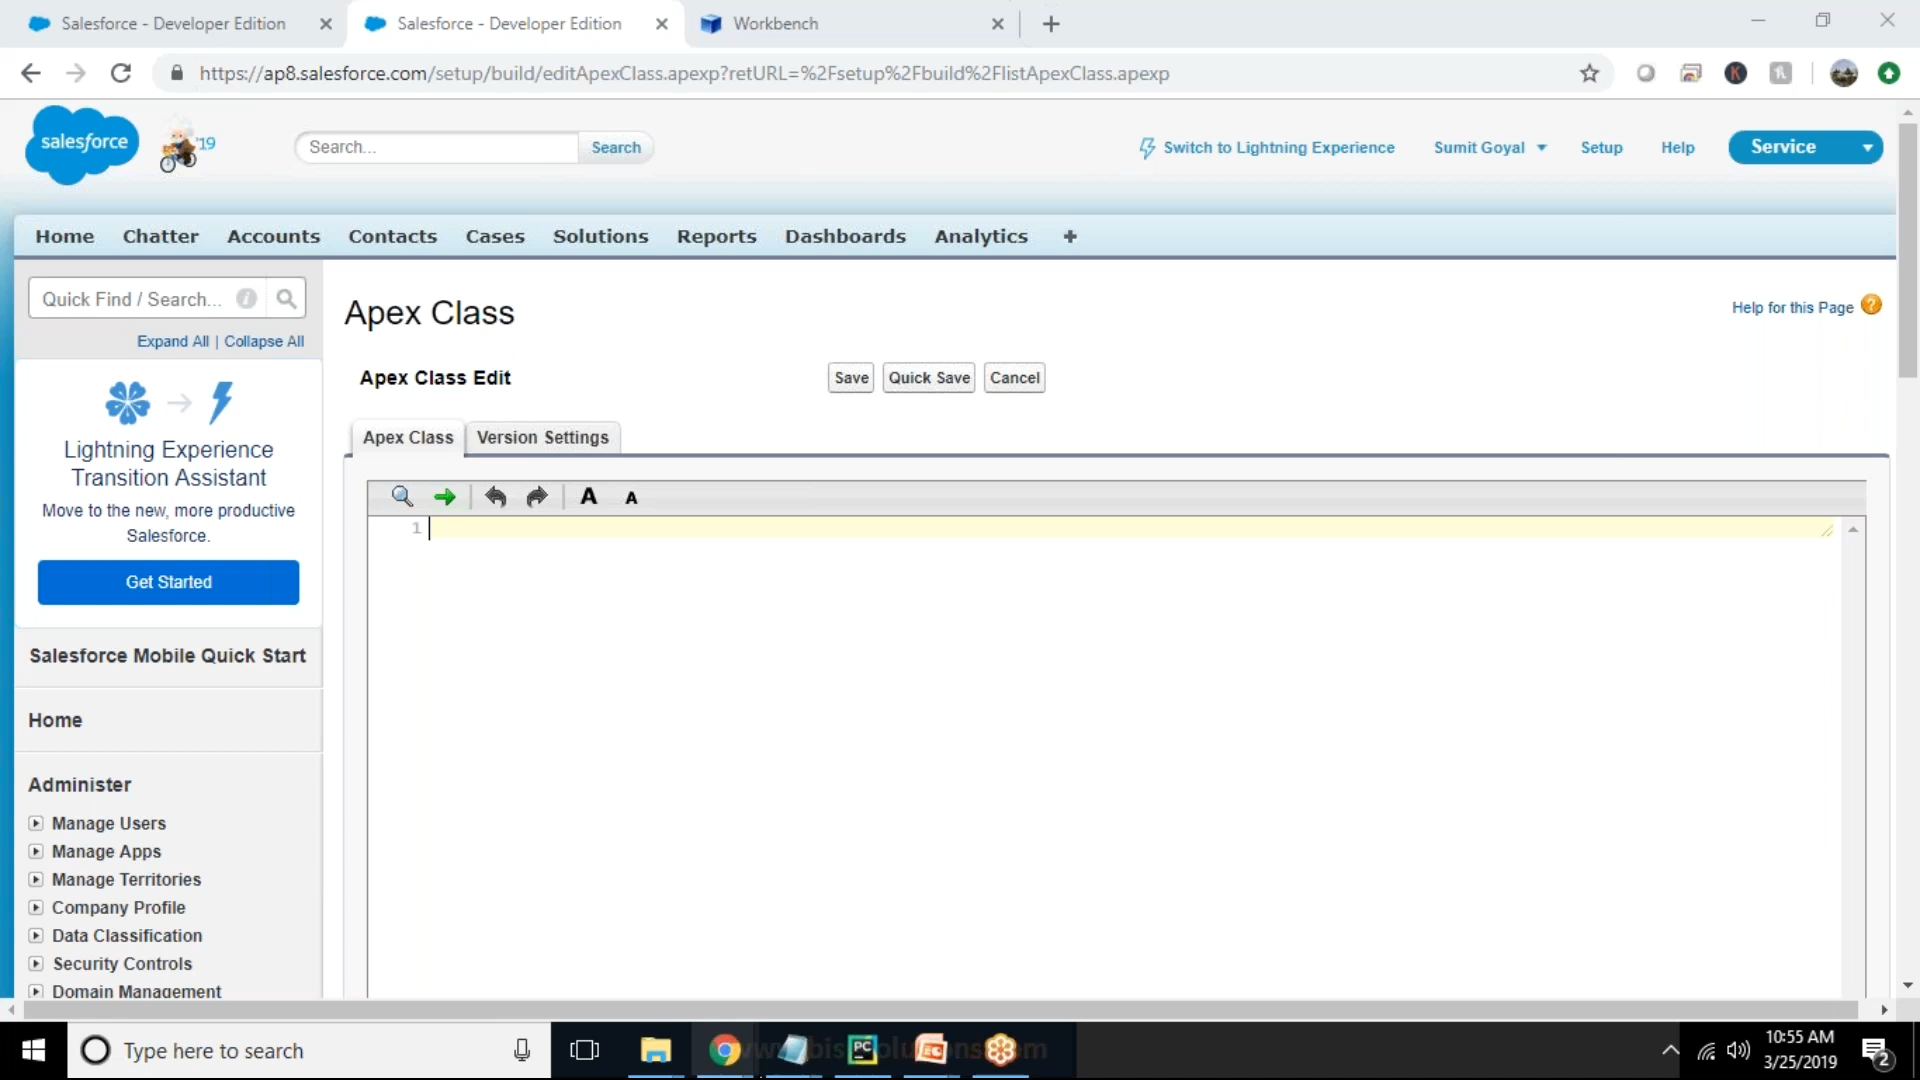 Salesforce - Developer Edition
Salesforce - Developer Edition
Workbench
https://ap8.salesforce.com/setup/build/editApexClass.apexp?retURL=%2Fsetup%2Fbuild%2FlistApexClass.apexp
salesforce
'19
Search...
Search
Switch to Lightning Experience
Sumit Goyal
Setup
Help
Service
Home Chatter Accounts Contacts Cases Solutions Reports Dashboards Analytics +
Quick Find / Search...
Expand All | Collapse All
Lightning Experience
Transition Assistant
Move to the new, more productive
Salesforce.
Get Started
Salesforce Mobile Quick Start
Home
Administer
Manage Users
Manage Apps
Manage Territories
Company Profile
Data Classification
Security Controls
Domain Management
Apex Class
Help for this Page ?
Apex Class Edit
Save Quick Save Cancel
Apex Class Version Settings
A A
1
Type here to search
PC
10:55 AM
3/25/2019
2